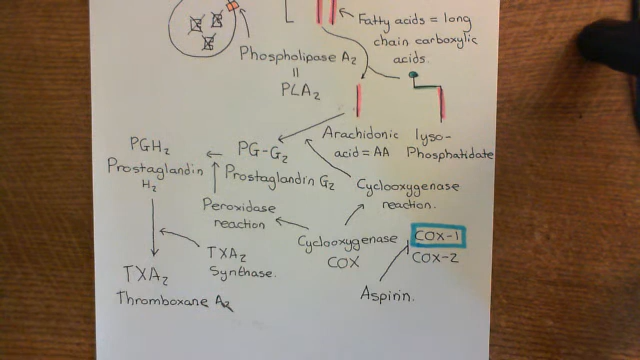 Fatty acids = long
chain carboxylic
acids.
Phospholipase A2
=
PLA2
Arachidonic
acid = AA
lyso-
Phosphatidate
PGH2
Prostaglandin
H2
PG-G2
Prostaglandin G2
Cyclooxygenase
reaction.
Peroxidase
reaction
Cyclooxygenase
COX
COX-1
COX-2
TXA2
Synthase.
TXA2
Thromboxane A2
Aspirin.